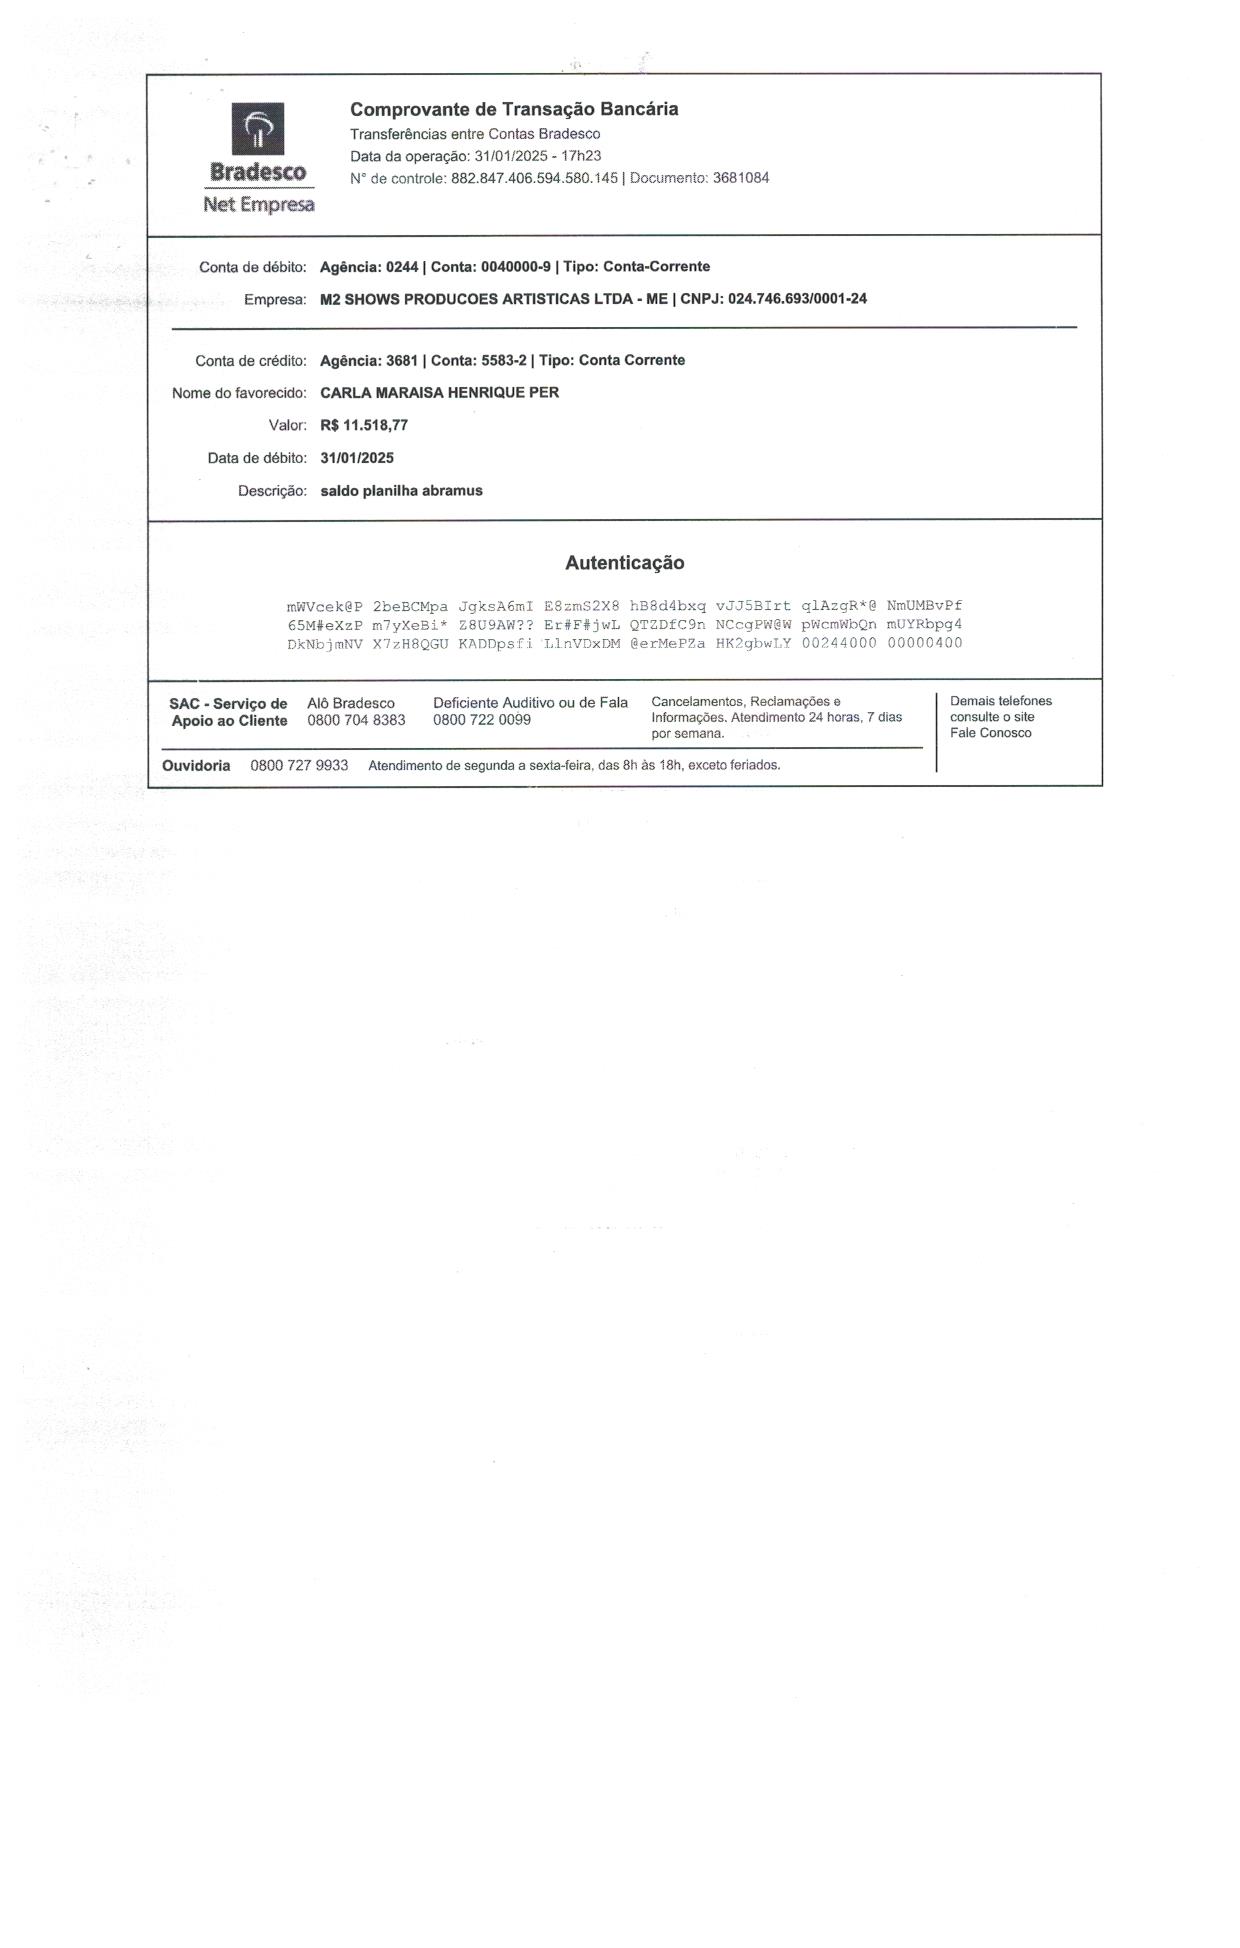 Bradesco
Net Empresa
Comprovante de Transação Bancária
Transferências entre Contas Bradesco
Data da operação: 31/01/2025 - 17h23
N° de controle: 882.847.406.594.580.145 | Documento: 3681084
Conta de débito: Agência: 0244 | Conta: 0040000-9 | Tipo: Conta-Corrente
Empresa: M2 SHOWS PRODUCOES ARTISTICAS LTDA - ME | CNPJ: 024.746.693/0001-24
Conta de crédito: Agência: 3681 | Conta: 5583-2 | Tipo: Conta Corrente
Nome do favorecido: CARLA MARAISA HENRIQUE PER
Valor: R$ 11.518,77
Data de débito: 31/01/2025
Descrição: saldo planilha abramus
Autenticação
mWVcek@P 2beBCMpa JgksA6mI E8zmS2X8 hB8d4bxq vJJ5BIrt qlAzgR*@ NmUMBvPf
65M#eXzP m7yXeBi* Z8U9AW?? Er#F#jwL QTZDfC9n NCcgPW@W pWcmWbQn mUYRbpg4
DkNbjmNV X7zH8QGU KADDpsfi LlnVDxDM @erMePZa HK2gbwLY 00244000 00000400
SAC - Serviço de Apoio ao Cliente
Alô Bradesco
0800 704 8383
Deficiente Auditivo ou de Fala
0800 722 0099
Cancelamentos, Reclamações e
Informações. Atendimento 24 horas, 7 dias
por semana.
Demais telefones
consulte o site
Fale Conosco
Ouvidoria 0800 727 9933 Atendimento de segunda a sexta-feira, das 8h às 18h, exceto feriados.